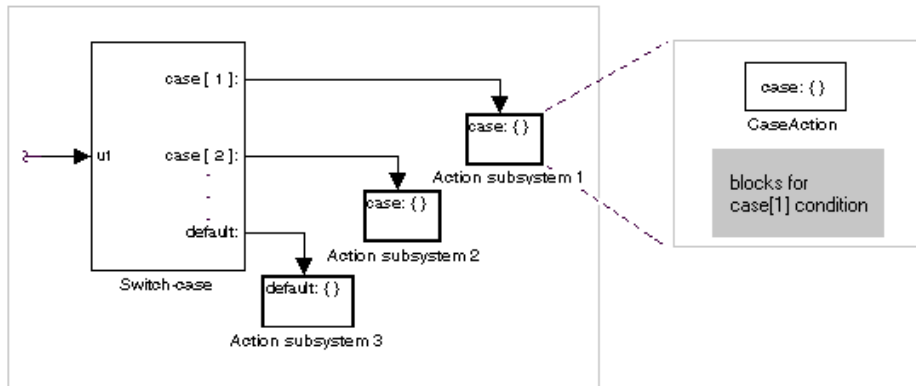 case [ 1 ]:
u1
case [ 2 ]:
default:
Switch-case
case: { }
Action subsystem 1
case: { }
Action subsystem 2
default: { }
Action subsystem 3
case: { }
CaseAction
blocks for
case[1] condition